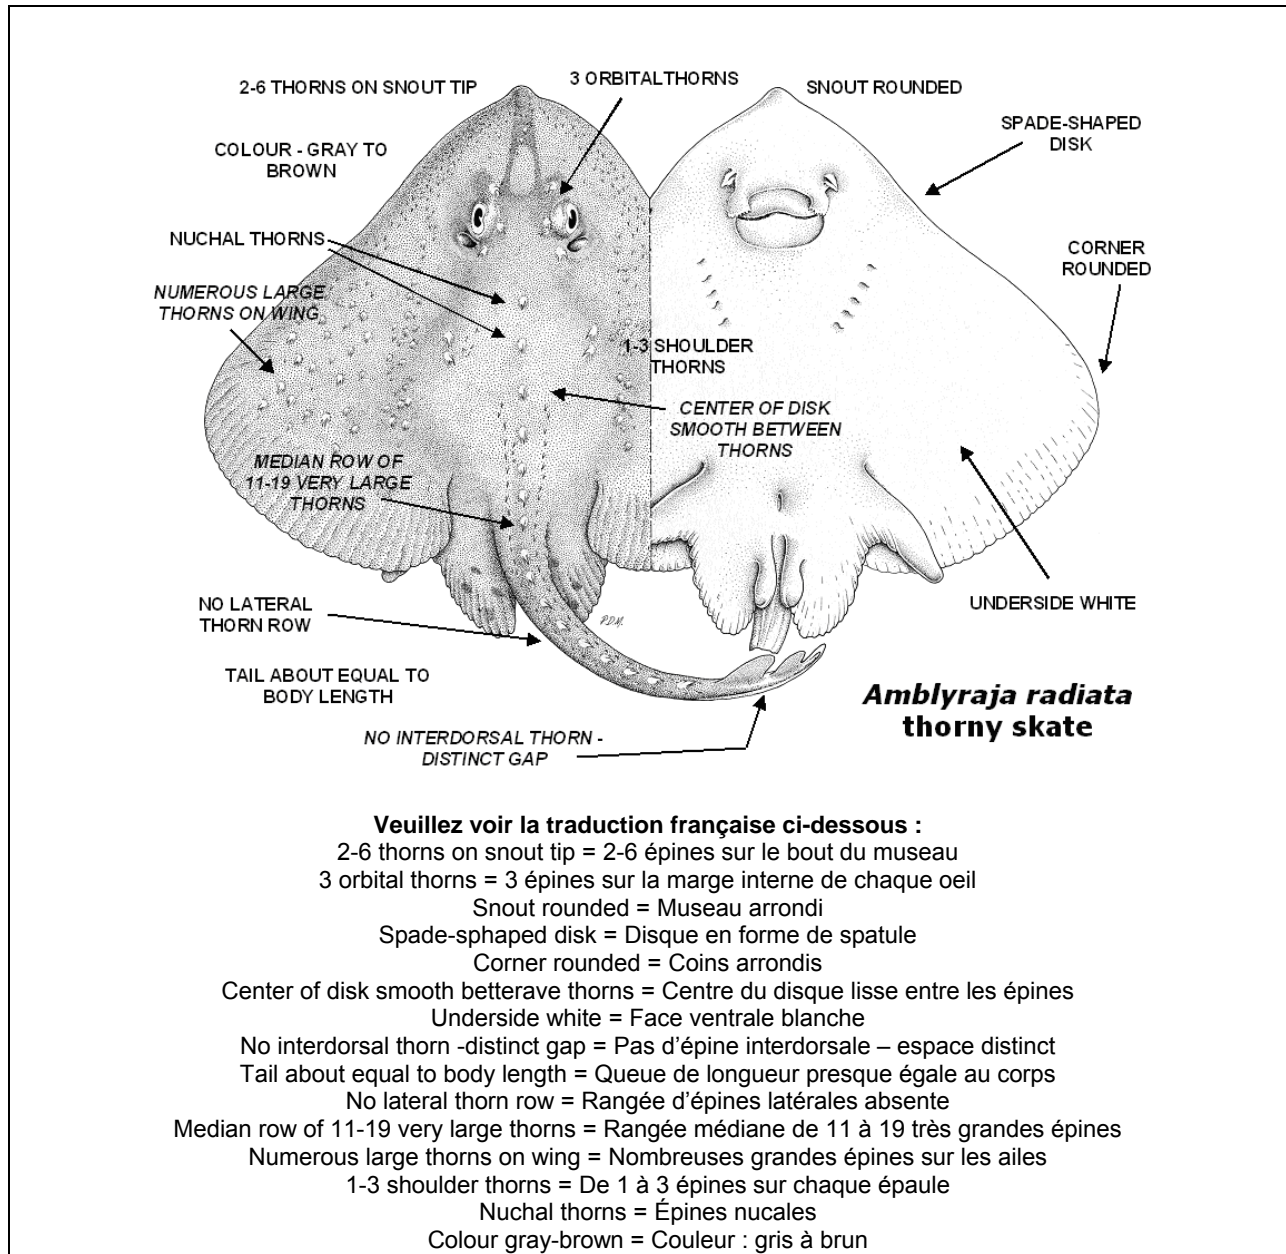 2-6 THORNS ON SNOUT TIP
3 ORBITALTHORNS
SNOUT ROUNDED
SPADE-SHAPED
DISK
COLOUR - GRAY TO
BROWN
NUCHAL THORNS
CORNER
ROUNDED
NUMEROUS LARGE
THORNS ON WING
1-3 SHOULDER
THORNS
CENTER OF DISK
SMOOTH BETWEEN
THORNS
MEDIAN ROW OF
11-19 VERY LARGE
THORNS
NO LATERAL
THORN ROW
P.D.M.
UNDERSIDE WHITE
TAIL ABOUT EQUAL TO
BODY LENGTH
Amblyraja radiata
thorny skate
NO INTERDORSAL THORN -
DISTINCT GAP
Veuillez voir la traduction française ci-dessous :
2-6 thorns on snout tip = 2-6 épines sur le bout du museau
3 orbital thorns = 3 épines sur la marge interne de chaque oeil
Snout rounded = Museau arrondi
Spade-sphaped disk = Disque en forme de spatule
Corner rounded = Coins arrondis
Center of disk smooth betterave thorns = Centre du disque lisse entre les épines
Underside white = Face ventrale blanche
No interdorsal thorn -distinct gap = Pas d’épine interdorsale – espace distinct
Tail about equal to body length = Queue de longueur presque égale au corps
No lateral thorn row = Rangée d’épines latérales absente
Median row of 11-19 very large thorns = Rangée médiane de 11 à 19 très grandes épines
Numerous large thorns on wing = Nombreuses grandes épines sur les ailes
1-3 shoulder thorns = De 1 à 3 épines sur chaque épaule
Nuchal thorns = Épines nucales
Colour gray-brown = Couleur : gris à brun